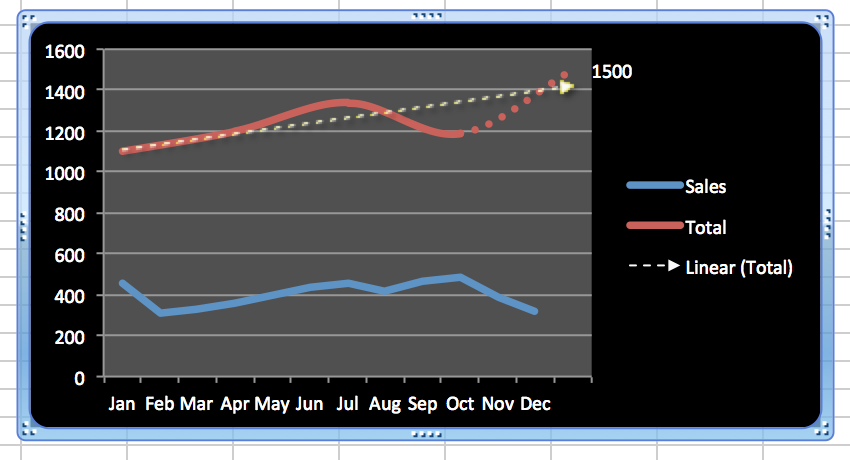 1600
1400
1200
1000
800
600
400
200
0
1500
Jan Feb Mar Apr May Jun Jul Aug Sep Oct Nov Dec
Sales
Total
Linear (Total)